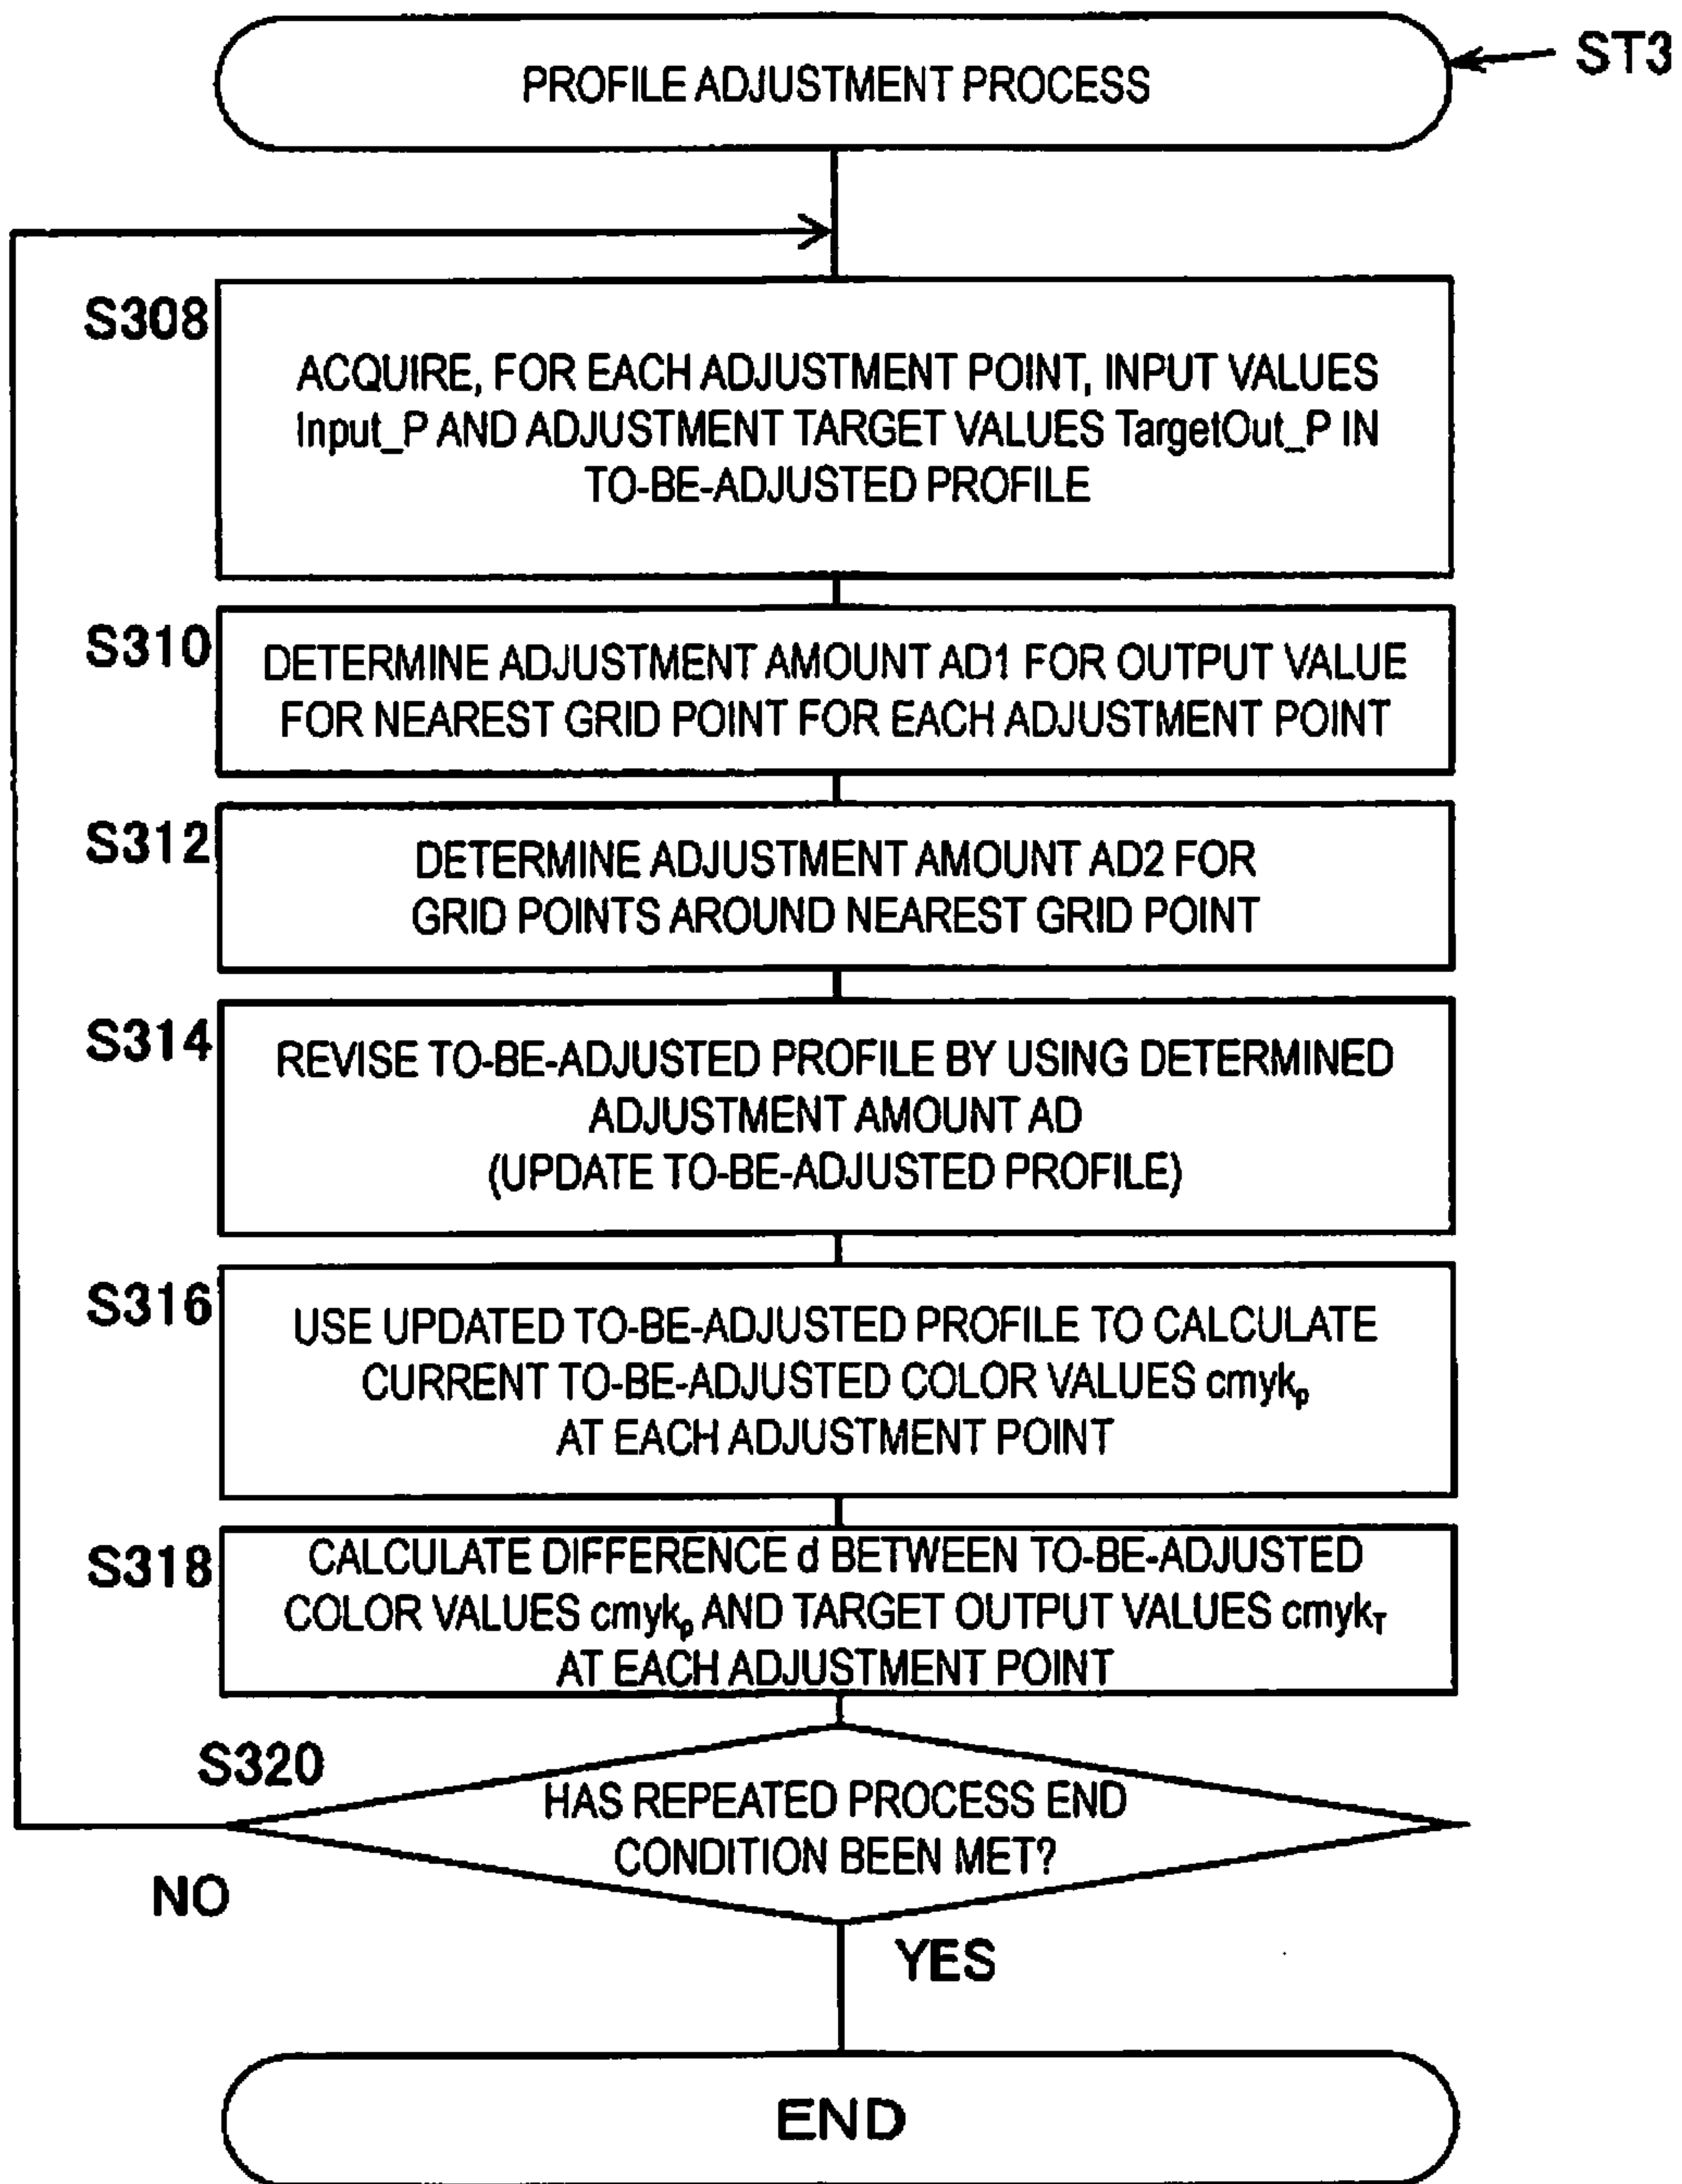 PROFILE ADJUSTMENT PROCESS
ST3
S308
ACQUIRE, FOR EACH ADJUSTMENT POINT, INPUT VALUES
Input_P AND ADJUSTMENT TARGET VALUES TargetOut_P IN
TO-BE-ADJUSTED PROFILE
S310
DETERMINE ADJUSTMENT AMOUNT AD1 FOR OUTPUT VALUE
FOR NEAREST GRID POINT FOR EACH ADJUSTMENT POINT
S312
DETERMINE ADJUSTMENT AMOUNT AD2 FOR
GRID POINTS AROUND NEAREST GRID POINT
S314
REVISE TO-BE-ADJUSTED PROFILE BY USING DETERMINED
ADJUSTMENT AMOUNT AD
(UPDATE TO-BE-ADJUSTED PROFILE)
S316
USE UPDATED TO-BE-ADJUSTED PROFILE TO CALCULATE
CURRENT TO-BE-ADJUSTED COLOR VALUES cmykₚ
AT EACH ADJUSTMENT POINT
S318
CALCULATE DIFFERENCE d BETWEEN TO-BE-ADJUSTED
COLOR VALUES cmykₚ AND TARGET OUTPUT VALUES cmyk_T
AT EACH ADJUSTMENT POINT
S320
HAS REPEATED PROCESS END
CONDITION BEEN MET?
NO
YES
END